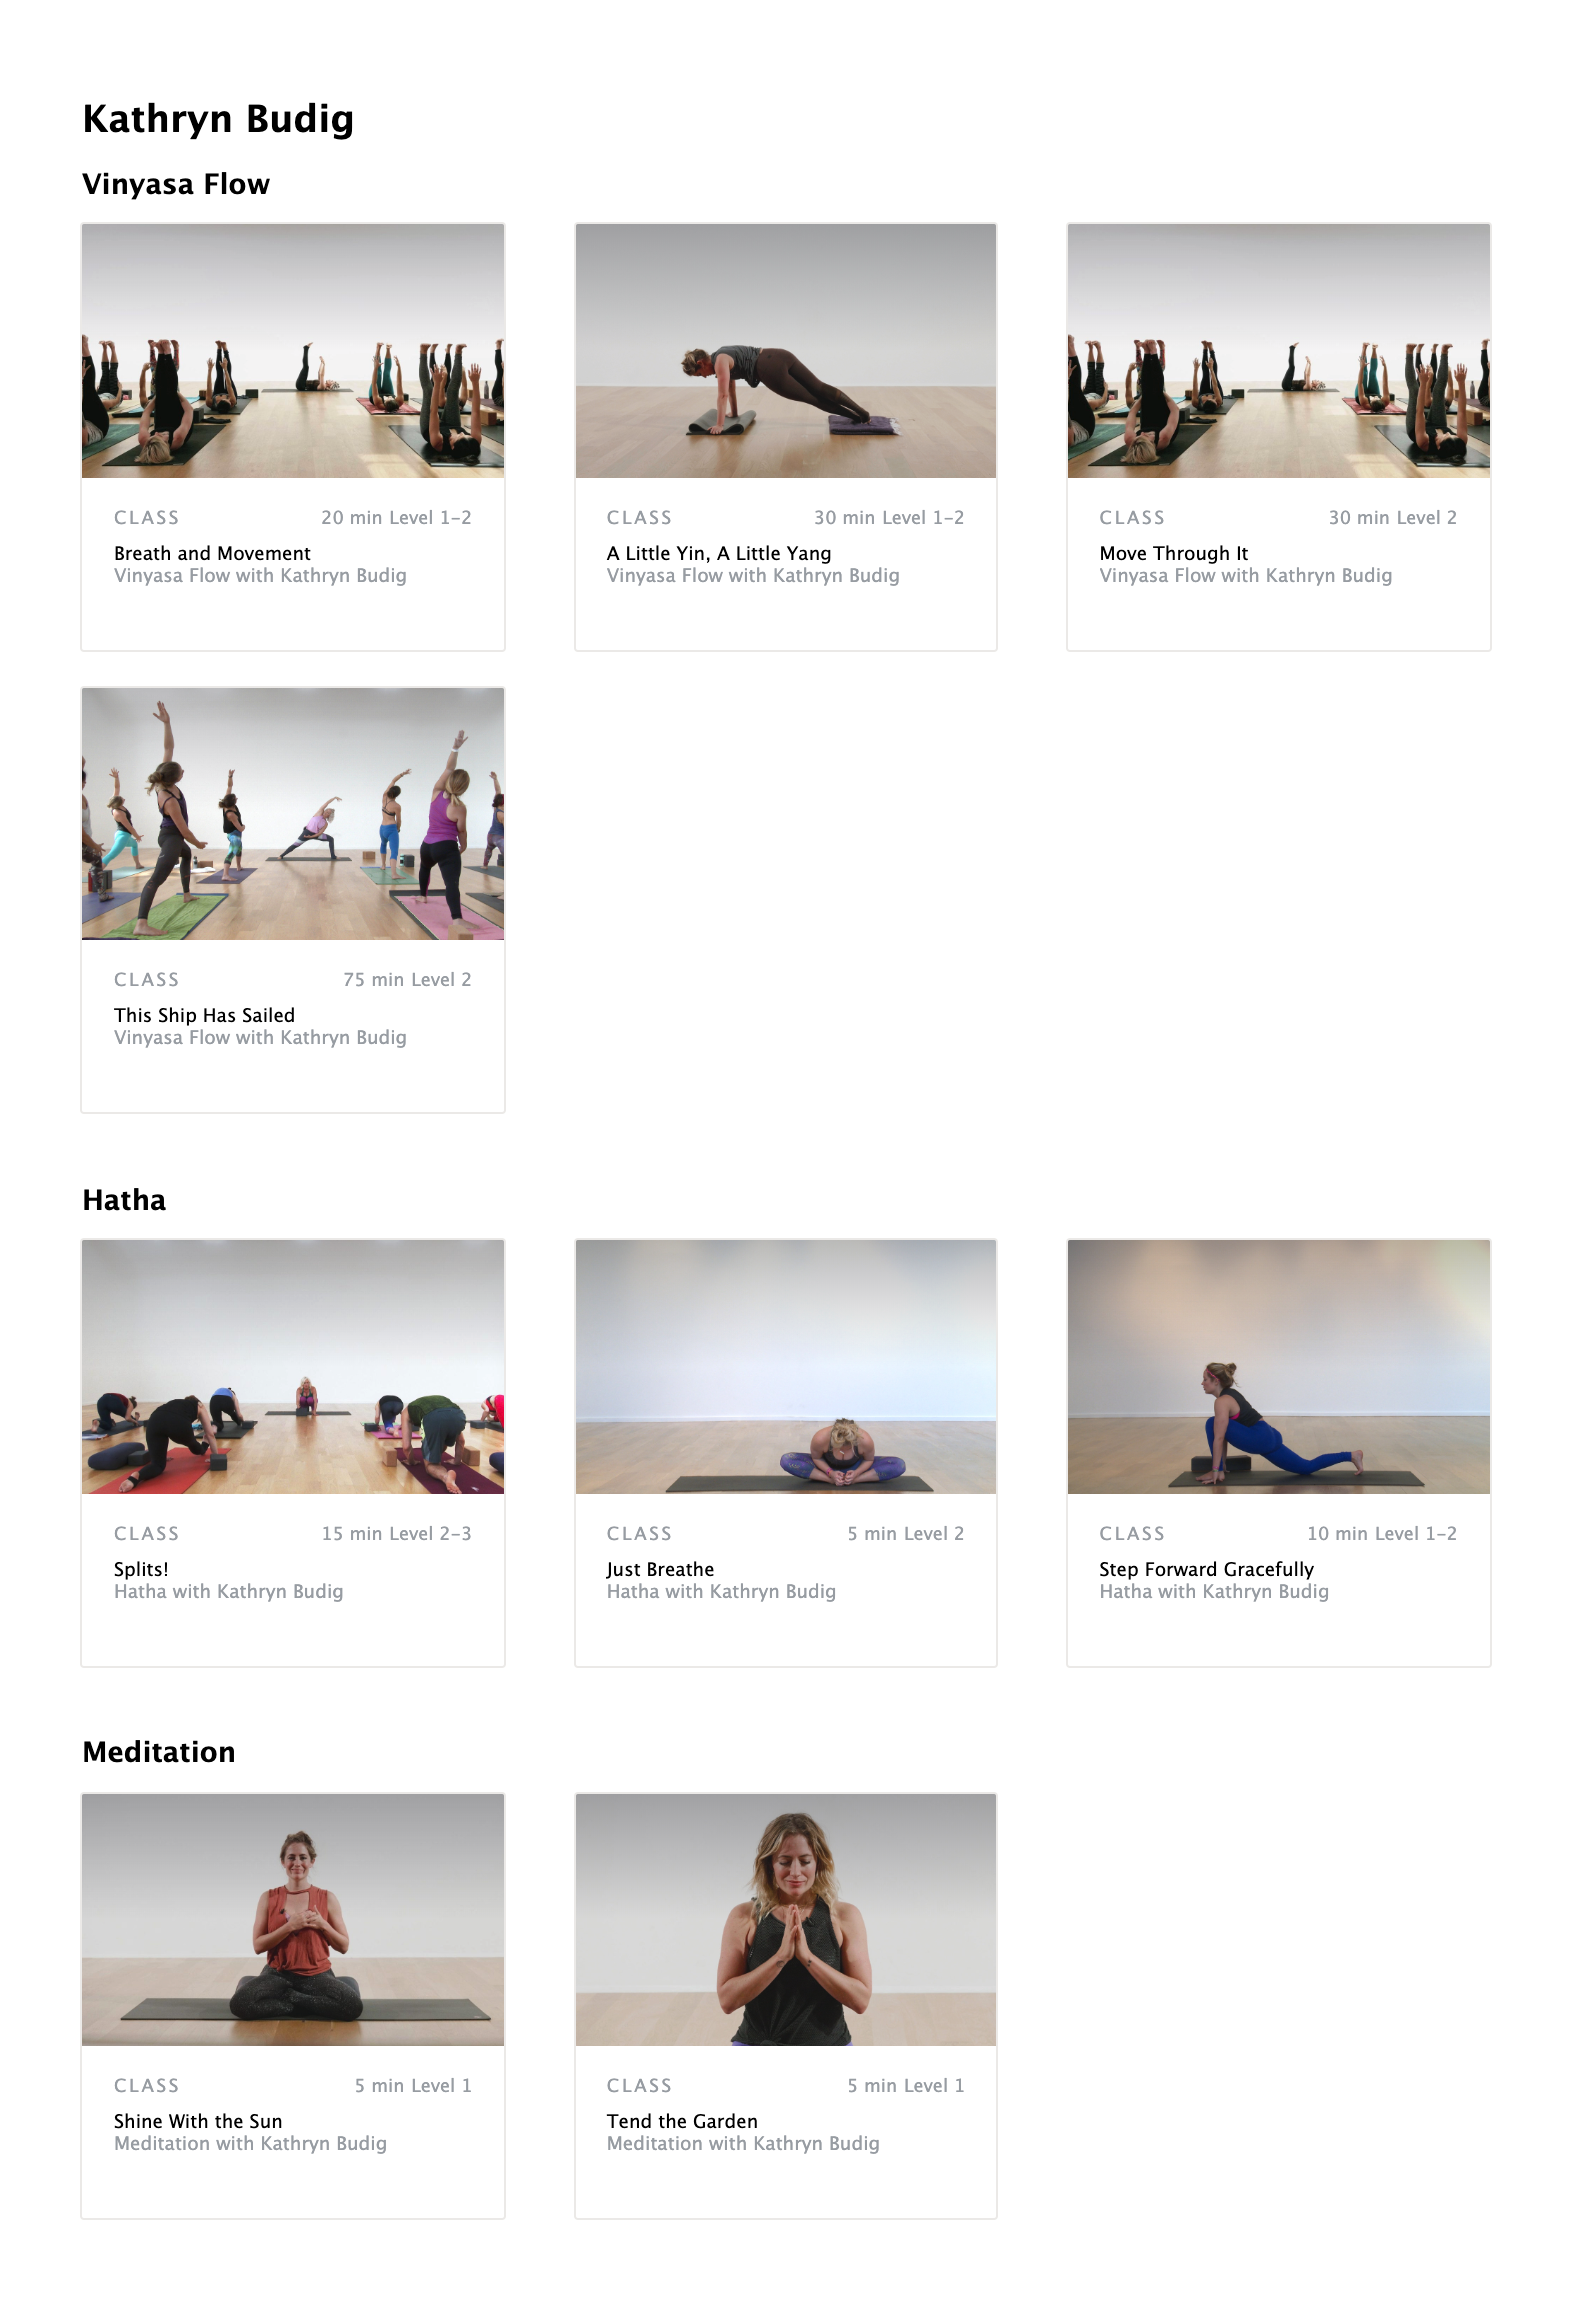 Kathryn Budig
Vinyasa Flow
CLASS 20 min Level 1-2
Breath and Movement
Vinyasa Flow with Kathryn Budig
CLASS 30 min Level 1-2
A Little Yin, A Little Yang
Vinyasa Flow with Kathryn Budig
CLASS 30 min Level 2
Move Through It
Vinyasa Flow with Kathryn Budig
CLASS 75 min Level 2
This Ship Has Sailed
Vinyasa Flow with Kathryn Budig
Hatha
CLASS 15 min Level 2-3
Splits!
Hatha with Kathryn Budig
CLASS 5 min Level 2
Just Breathe
Hatha with Kathryn Budig
CLASS 10 min Level 1-2
Step Forward Gracefully
Hatha with Kathryn Budig
Meditation
CLASS 5 min Level 1
Shine With the Sun
Meditation with Kathryn Budig
CLASS 5 min Level 1
Tend the Garden
Meditation with Kathryn Budig